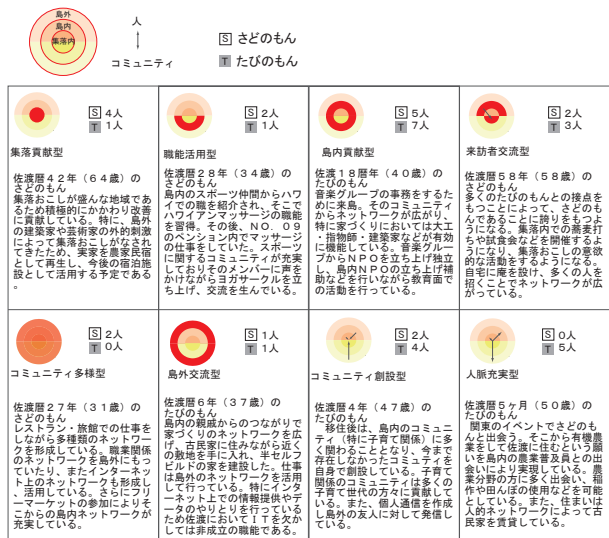 島外
島内
集落内
人
コミュニティ
S さどのもん
T たびのもん
S 4人
T 1人
集落貢献型
佐渡暦42年（64歳）の
さどのもん
集落おこしが盛んな地域であ
るため積極的にかかわり改善
に貢献している。特に、島外
の建築家や芸術家の外的刺激
によって集落おこしがなされ
てきたため、実家を農家民宿
として再生し、今後の宿泊施
設として活用する予定である
。
S 2人
T 1人
職能活用型
佐渡暦28年（34歳）の
さどのもん
島内のスポーツ仲間からハワイ
での職を紹介され、そこで
ハワイアンマッサージの職能
を習得。その後、NO．09
のペンション内でマッサージ
の仕事をしていた。スポーツ
に関するコミュニティが充実
しておりそのメンバーに声を
かけながらヨガサークルを立
ち上げ、交流を生んでいる。
S 5人
T 7人
島内貢献型
佐渡18暦年（40歳）の
たびのもん
音楽グループの事務をするた
めに来島。そのコミュニティ
からネットワークが広がり、
特に家づくりにおいては大工
・指物師・建築家などが有効
に機能している。音楽グルー
プからNPOを立ち上げ独立
し、島内NPOの立ち上げ補
助などを行いながら教育面で
の活動を行っている。
S 2人
T 3人
来訪者交流型
佐渡暦58年（58歳）の
さどのもん
多くのたびのもんとの接点を
もつことによって、さどのも
んであることに誇りをもつよ
うになる。集落内での蕎麦打
ちや試食会などを開催するよ
うになり、集落おこしの意欲
的な活動をするようになる。
自宅に庵を設け、多くの人を
招くことでネットワークが広
がっている。
S 2人
T 0人
コミュニティ多様型
佐渡暦27年（31歳）の
さどのもん
レストラン・旅館での仕事を
しながら多種類のネットワー
クを形成している。職業関係
のネットワークを島外にもっ
ていたり、またインターネッ
ト上のネットワークも形成し
、活用している。さらにフリ
ーマーケットの参加によりそ
こからの島内ネットワークが
充実している。
S 1人
T 1人
島外交流型
佐渡暦6年（37歳）の
たびのもん
島内の親戚からのつながりで
家づくりのネットワークを広
げ、古民家に住みながら近く
の敷地を手に入れ、半セルフ
ビルドの家を建設した。仕事
は島外のネットワークを活用
して行っている。特にインター
ネット上での情報提供やデ
ータのやりとりを行っている
ため佐渡においてITを欠か
しては非成立の職能である。
S 2人
T 4人
コミュニティ創設型
佐渡暦4年（47歳）の
たびのもん
移住後は、島内のコミュニ
ティ（特に子育て関係）に多
く関わることとなり、今まで
存在しなかったコミュニティを
自身で創設している。子育て
関係のコミュニティは多くの
子育て世代の方々に貢献して
いる。また、個人通信を作成
し島外の友人に対して発信し
ている。
S 0人
T 5人
人脈充実型
佐渡暦5ヶ月（50歳）の
たびのもん
関東のイベントでさどのも
んと出会う。そこから有機農
業をして佐渡に住むという願
いを島内の農業普及員との出
会いにより実現している。農
業分野の方に多く出会い、稲
作や田んぼの使用などを可能
としている。また、住まいは
人的ネットワークによって古
民家を賃貸している。